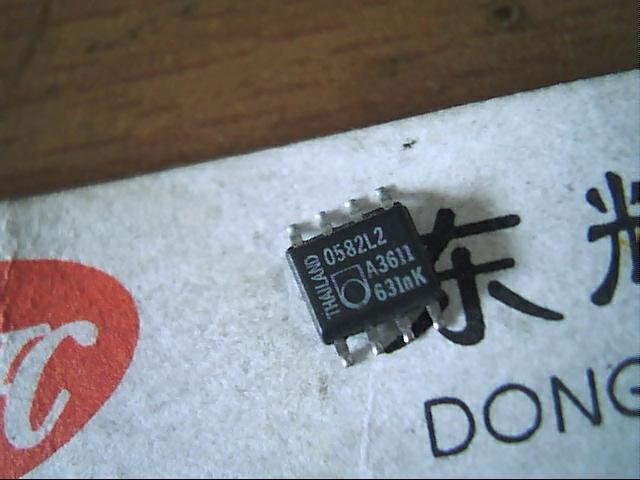 0582L2
A3611
631nK
THAILAND
东
DONG